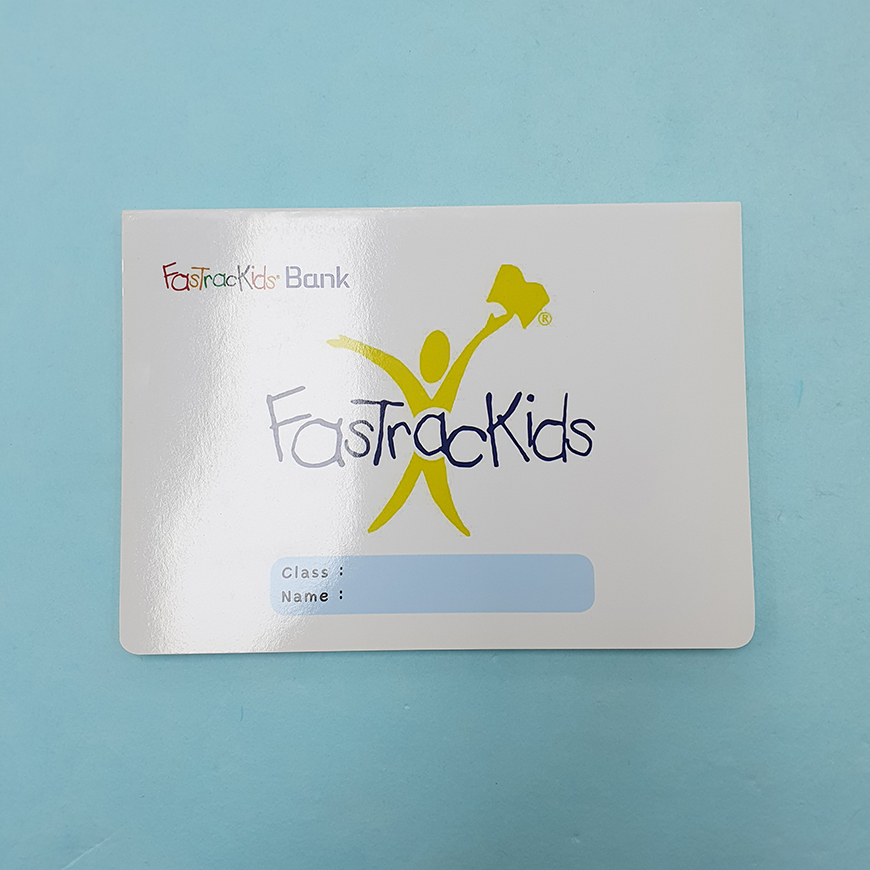 FasTracKids® Bank
®
FasTracKids
Class :
Name :